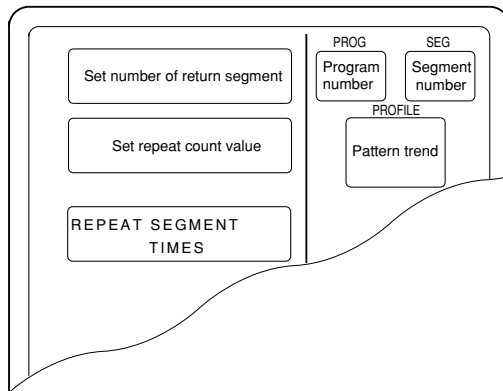 Set number of return segment
Set repeat count value
REPEAT SEGMENT
TIMES
PROG
SEG
Program
number
Segment
number
PROFILE
Pattern trend